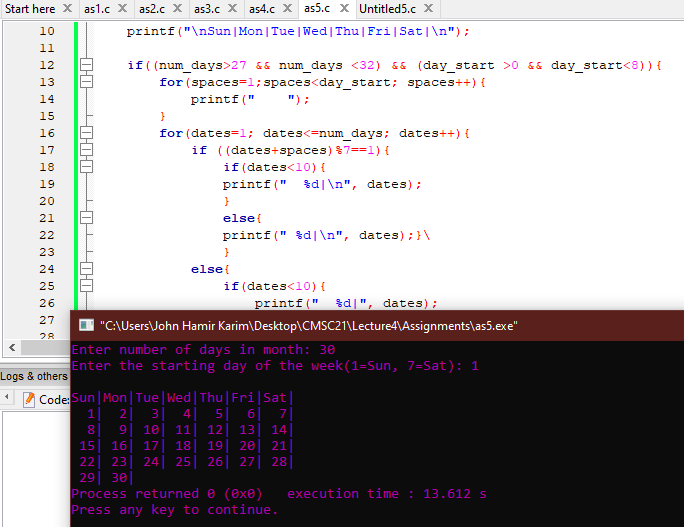 Start here as1.c as2.c as3.c as4.c as5.c Untitled5.c
10 printf("\nSun|Mon|Tue|Wed|Thu|Fri|Sat|\n");
11
12 if((num_days>27 && num_days <32) && (day_start >0 && day_start<8)){
13 for(spaces=1;spaces<day_start; spaces++){
14 printf("    ");
15 }
16 for(dates=1; dates<=num_days; dates++){
17 if ((dates+spaces)%7==1){
18 if(dates<10){
19 printf("  %d|\n", dates);
20 }
21 else{
22 printf(" %d|\n", dates);}\
23 }
24 else{
25 if(dates<10){
26 printf("  %d|", dates);
27
28
"C:\Users\John Hamir Karim\Desktop\CMSC21\Lecture4\Assignments\as5.exe"
Enter number of days in month: 30
Enter the starting day of the week(1=Sun, 7=Sat): 1
Sun|Mon|Tue|Wed|Thu|Fri|Sat|
  1|  2|  3|  4|  5|  6|  7|
  8|  9| 10| 11| 12| 13| 14|
 15| 16| 17| 18| 19| 20| 21|
 22| 23| 24| 25| 26| 27| 28|
 29| 30|
Process returned 0 (0x0)   execution time : 13.612 s
Press any key to continue.
Logs & others
Code: